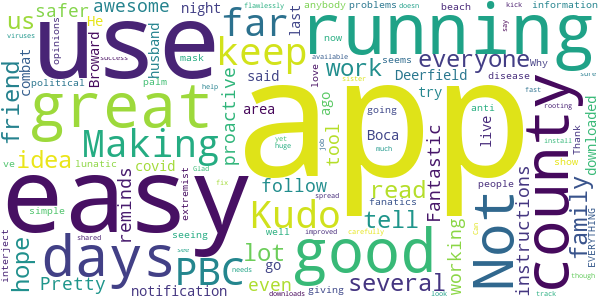 us safer awesome night far last anybody problems doesn flawlessly running beach kick information
viruses opinions He say
friend combat Broward success husband mask use said keep ago seems now Deerfield everyone Why
political palm great area proactive work love available try disease fast rooting
Making idea covid tool Boca going anti live county downloaded
ve lunatic reminds extremist yet huge help app Fantastic read fanatics show Thank install sure
simple seeing Glad fix follow job much sister people instructions family EVERYTHING
easy Kudo tell Not
hope days PBC lot well spread improved carefully good several working Can
interject Pretty shared same needs even go giving downloads look track though
notification